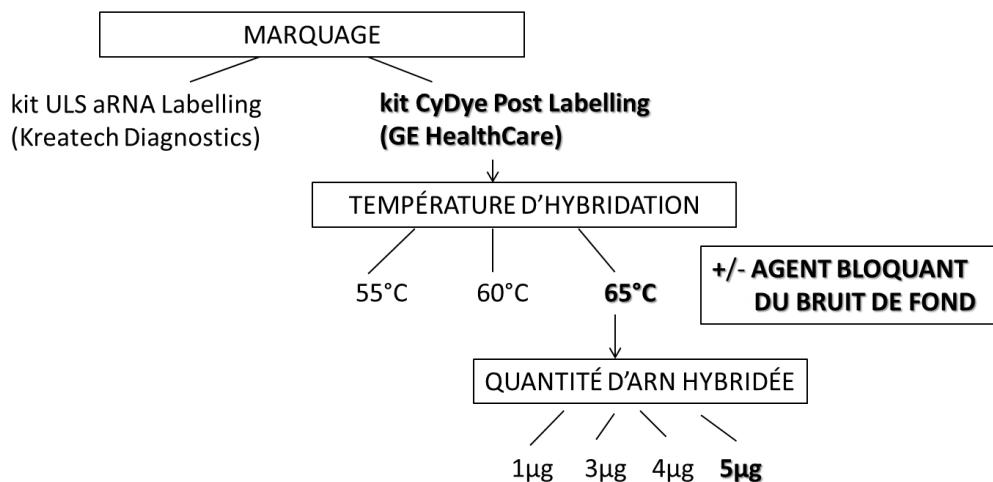 MARQUAGE
kit ULS aRNA Labelling
(Kreatech Diagnostics)
kit CyDye Post Labelling
(GE HealthCare)
TEMPÉRATURE D'HYBRIDATION
55°C
60°C
65°C
+/- AGENT BLOQUANT
DU BRUIT DE FOND
QUANTITÉ D'ARN HYBRIDÉE
1µg
3µg
4µg
5µg